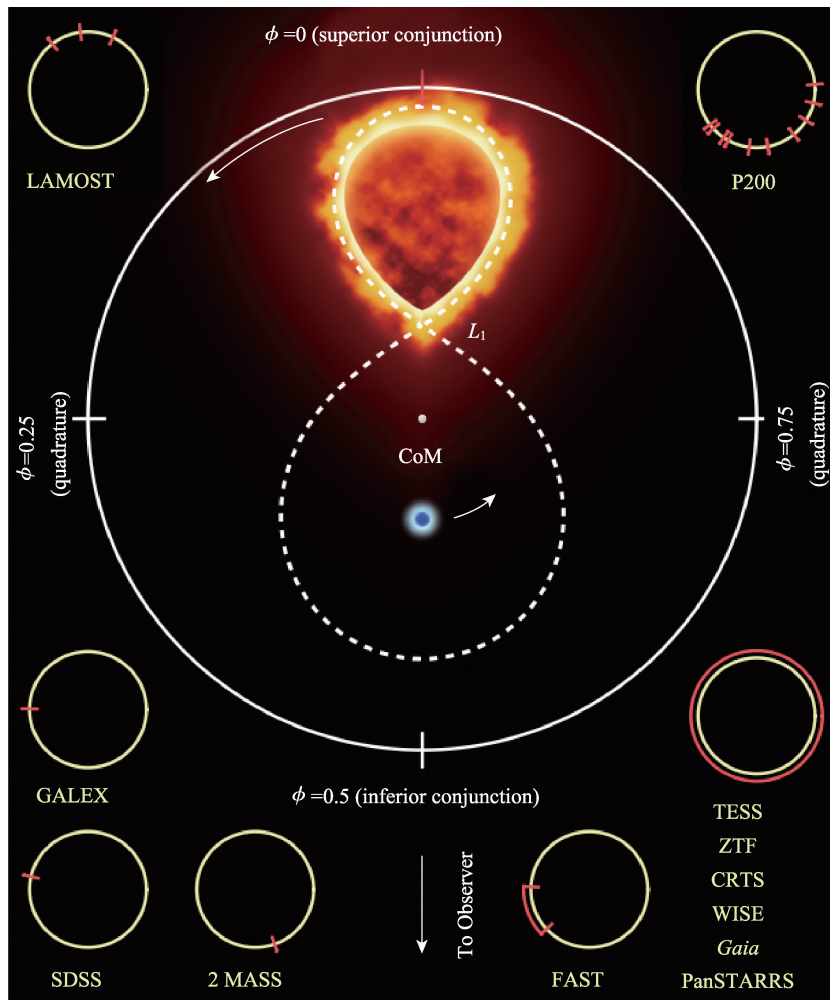 ϕ =0 (superior conjunction)
LAMOST
P200
L₁
ϕ=0.25
(quadrature)
CoM
ϕ=0.75
(quadrature)
GALEX
ϕ =0.5 (inferior conjunction)
TESS
ZTF
CRTS
WISE
Gaia
PanSTARRS
To Observer
SDSS
2 MASS
FAST